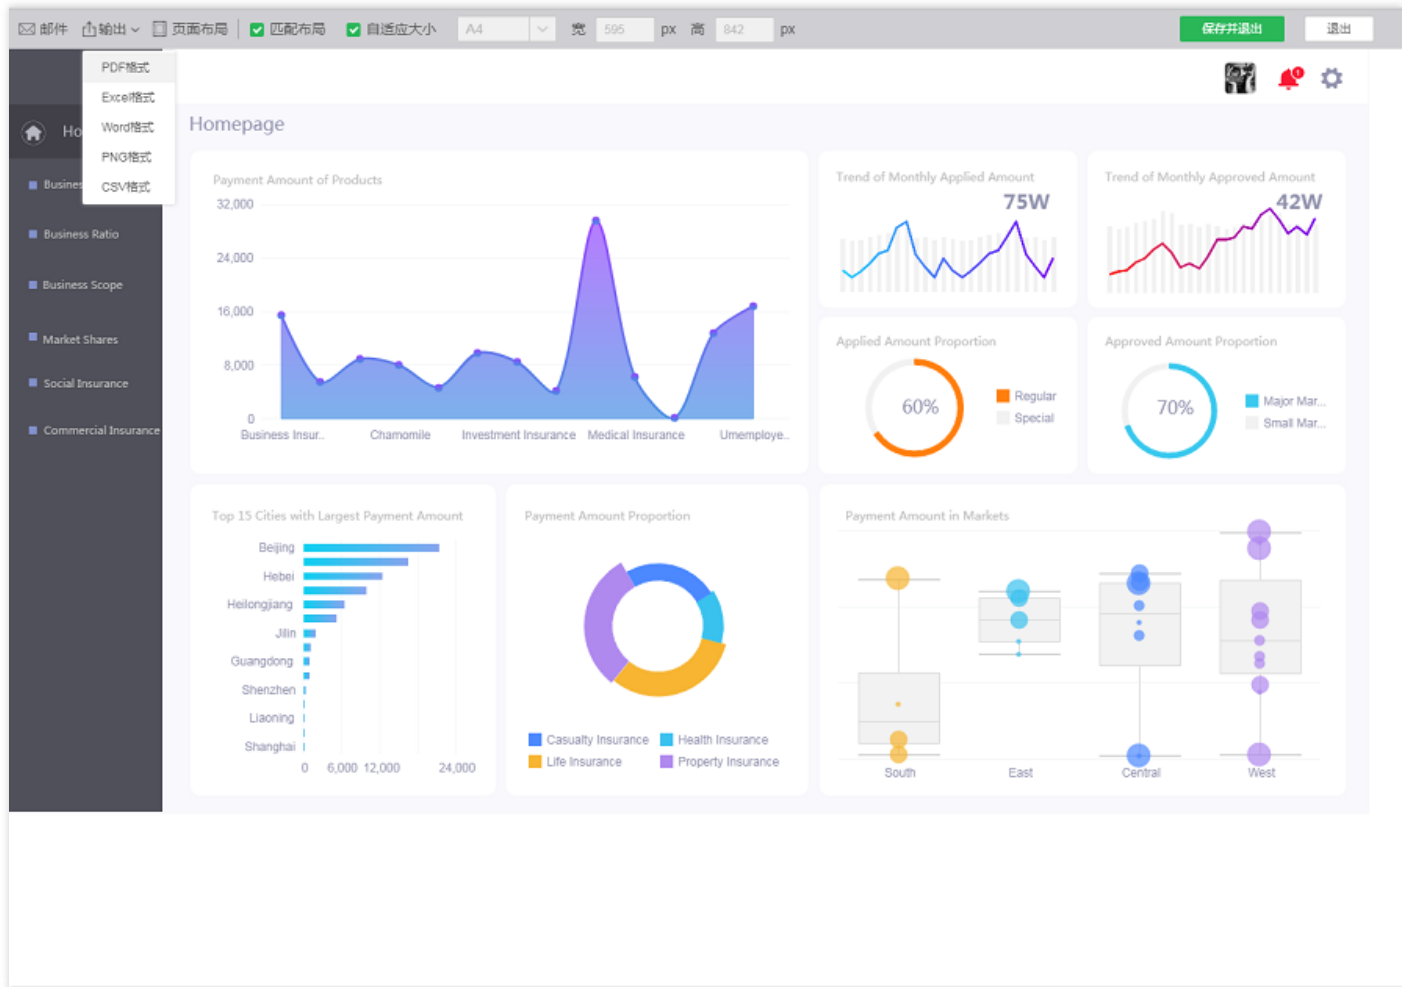 邮件 输出 页面布局 匹配布局 自适应大小 A4 宽 595 px 高 842 px 保存并退出 退出
PDF格式
Excel格式
Word格式
PNG格式
CSV格式
1
Ho
Busines
Business Ratio
Business Scope
Market Shares
Social Insurance
Commercial Insurance
Homepage
Payment Amount of Products
32,000
24,000
16,000
8,000
0
Business Insur.. Chamomile Investment Insurance Medical Insurance Umemploye..
Trend of Monthly Applied Amount
75W
Trend of Monthly Approved Amount
42W
Applied Amount Proportion
60%
Regular
Special
Approved Amount Proportion
70%
Major Mar...
Small Mar...
Top 15 Cities with Largest Payment Amount
Beijing
Hebei
Heilongjiang
Jilin
Guangdong
Shenzhen
Liaoning
Shanghai
0 6,000 12,000 24,000
Payment Amount Proportion
Casualty Insurance Health Insurance
Life Insurance Property Insurance
Payment Amount in Markets
South East Central West